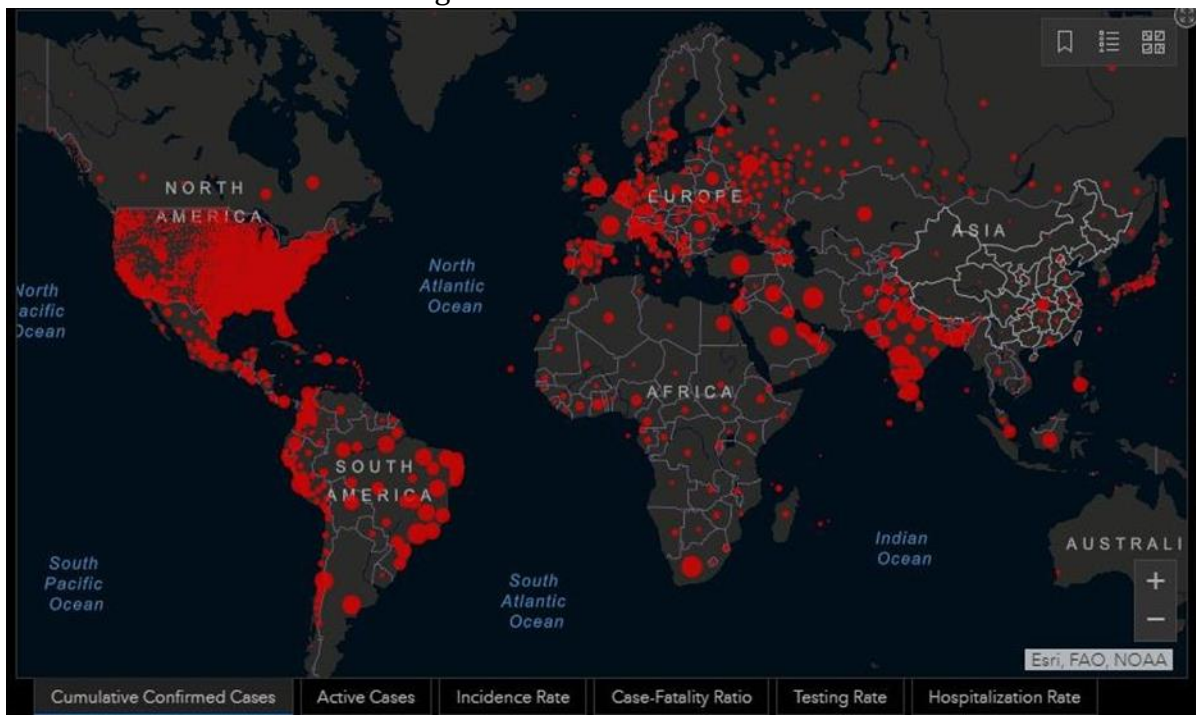 NORTH
AMERICA
EUROPE
ASIA
North
Atlantic
Ocean
North
acific
Ocean
AFRICA
SOUTH
AMERICA
Indian
Ocean
AUSTRALI
South
Pacific
Ocean
South
Atlantic
Ocean
+
−
Esri, FAO, NOAA
Cumulative Confirmed Cases
Active Cases
Incidence Rate
Case-Fatality Ratio
Testing Rate
Hospitalization Rate